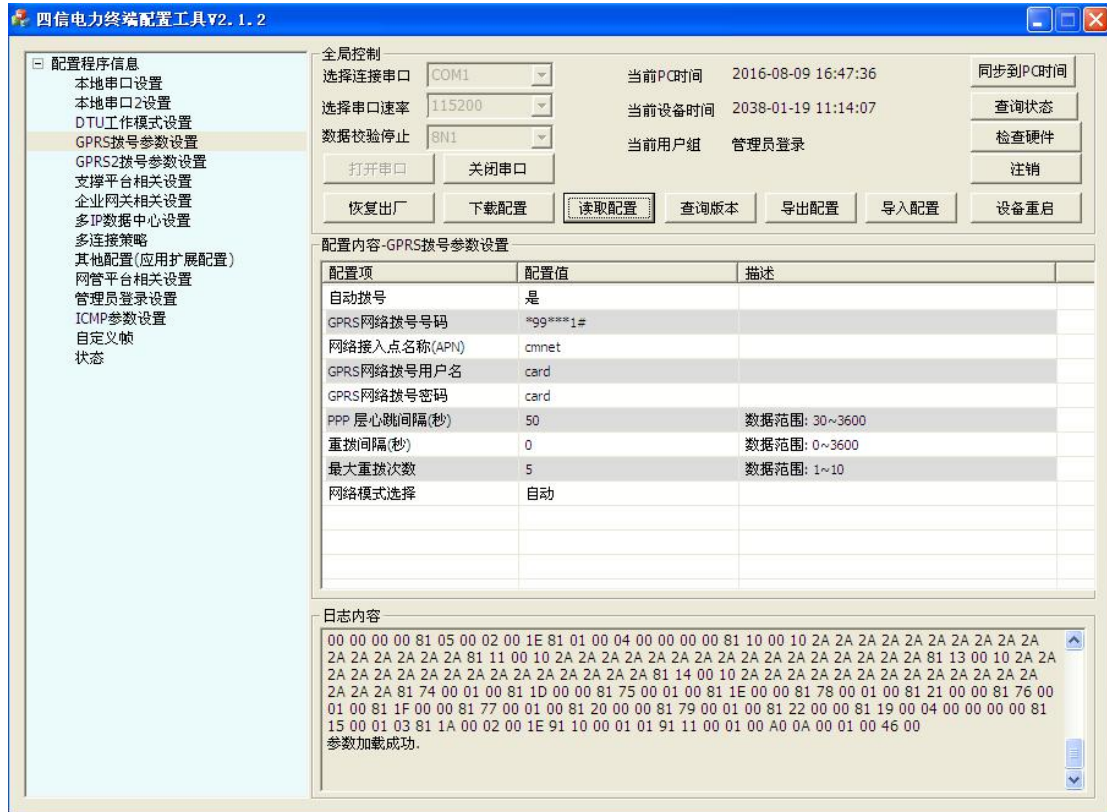 四信电力终端配置工具V2.1.2
配置程序信息
本地串口设置
本地串口2设置
DTU工作模式设置
GPRS拨号参数设置
GPRS2拨号参数设置
支撑平台相关设置
企业网关相关设置
多IP数据中心设置
多连接策略
其他配置(应用扩展配置)
网管平台相关设置
管理员登录设置
ICMP参数设置
自定义帧
状态
全局控制
选择连接串口 COM1 当前PC时间 2016-08-09 16:47:36 同步到PC时间
选择串口速率 115200 当前设备时间 2038-01-19 11:14:07 查询状态
数据校验停止 8N1 当前用户组 管理员登录 检查硬件
打开串口 关闭串口 注销
恢复出厂 下载配置 读取配置 查询版本 导出配置 导入配置 设备重启
配置内容-GPRS拨号参数设置
配置项 配置值 描述
自动拨号 是
GPRS网络拨号号码 *99***1#
网络接入点名称(APN) cmnet
GPRS网络拨号用户名 card
GPRS网络拨号密码 card
PPP 层心跳间隔(秒) 50 数据范围: 30~3600
重拨间隔(秒) 0 数据范围: 0~3600
最大重拨次数 5 数据范围: 1~10
网络模式选择 自动
日志内容
00 00 00 00 81 05 00 02 00 1E 81 01 00 04 00 00 00 00 81 10 00 10 2A 2A 2A 2A 2A 2A 2A 2A 2A 2A
2A 2A 2A 2A 2A 2A 81 11 00 10 2A 2A 2A 2A 2A 2A 2A 2A 2A 2A 2A 2A 2A 2A 2A 2A 81 13 00 10 2A 2A
2A 2A 2A 2A 2A 2A 2A 2A 2A 2A 2A 2A 2A 2A 81 14 00 10 2A 2A 2A 2A 2A 2A 2A 2A 2A 2A 2A 2A 2A
2A 2A 2A 81 74 00 01 00 81 1D 00 00 81 75 00 01 00 81 1E 00 00 81 78 00 01 00 81 21 00 00 81 76 00
01 00 81 1F 00 00 81 77 00 01 00 81 20 00 00 81 79 00 01 00 81 22 00 00 81 19 00 04 00 00 00 00 81
15 00 01 03 81 1A 00 02 00 1E 91 10 00 01 01 91 11 00 01 00 A0 0A 00 01 00 46 00
参数加载成功.